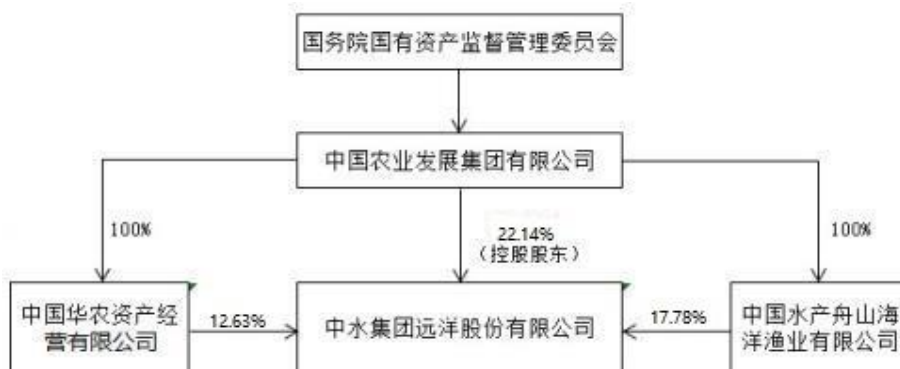 国务院国有资产监督管理委员会
中国农业发展集团有限公司
100%
22.14%
（控股股东）
100%
中国华农资产经
营有限公司
12.63%
中水集团远洋股份有限公司
17.78%
中国水产舟山海
洋渔业有限公司